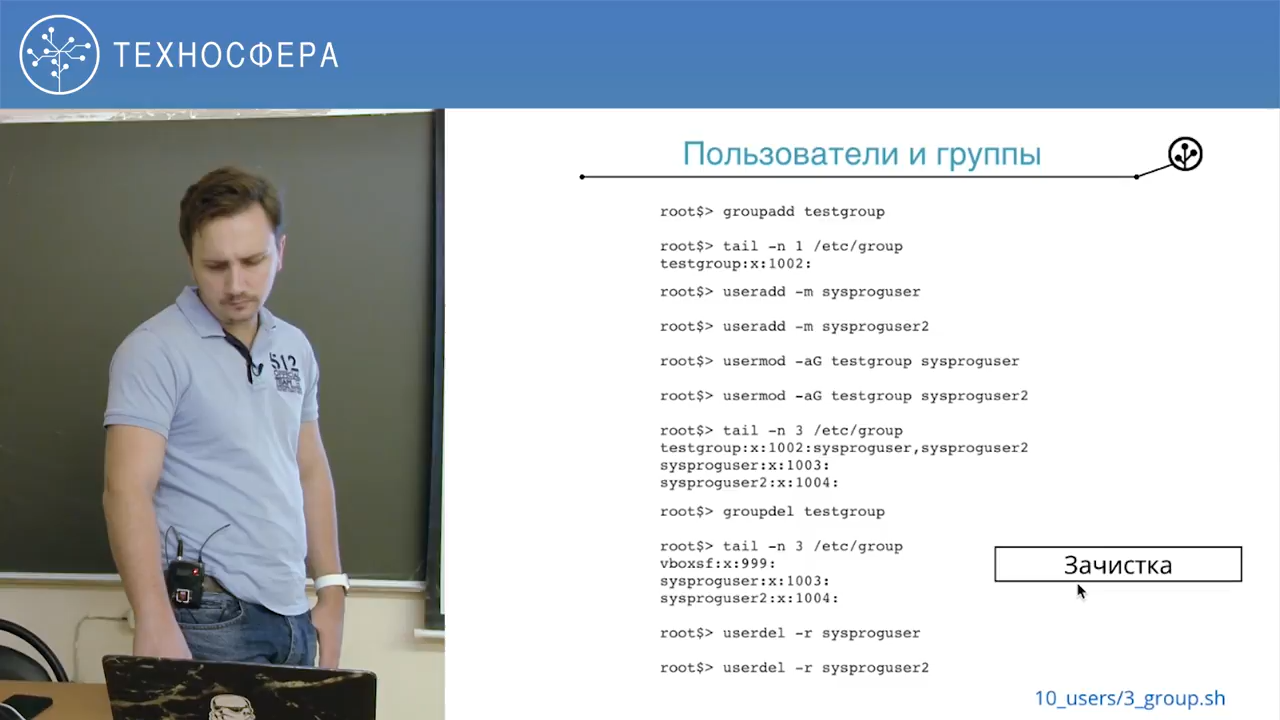 ТЕХНОСФЕРА
512
OFFICIAL
TEAM
Пользователи и группы
root$> groupadd testgroup
root$> tail -n 1 /etc/group
testgroup:x:1002:
root$> useradd -m sysproguser
root$> useradd -m sysproguser2
root$> usermod -aG testgroup sysproguser
root$> usermod -aG testgroup sysproguser2
root$> tail -n 3 /etc/group
testgroup:x:1002:sysproguser,sysproguser2
sysproguser:x:1003:
sysproguser2:x:1004:
root$> groupdel testgroup
root$> tail -n 3 /etc/group
vboxsf:x:999:
sysproguser:x:1003:
sysproguser2:x:1004:
Зачистка
root$> userdel -r sysproguser
root$> userdel -r sysproguser2
10_users/3_group.sh